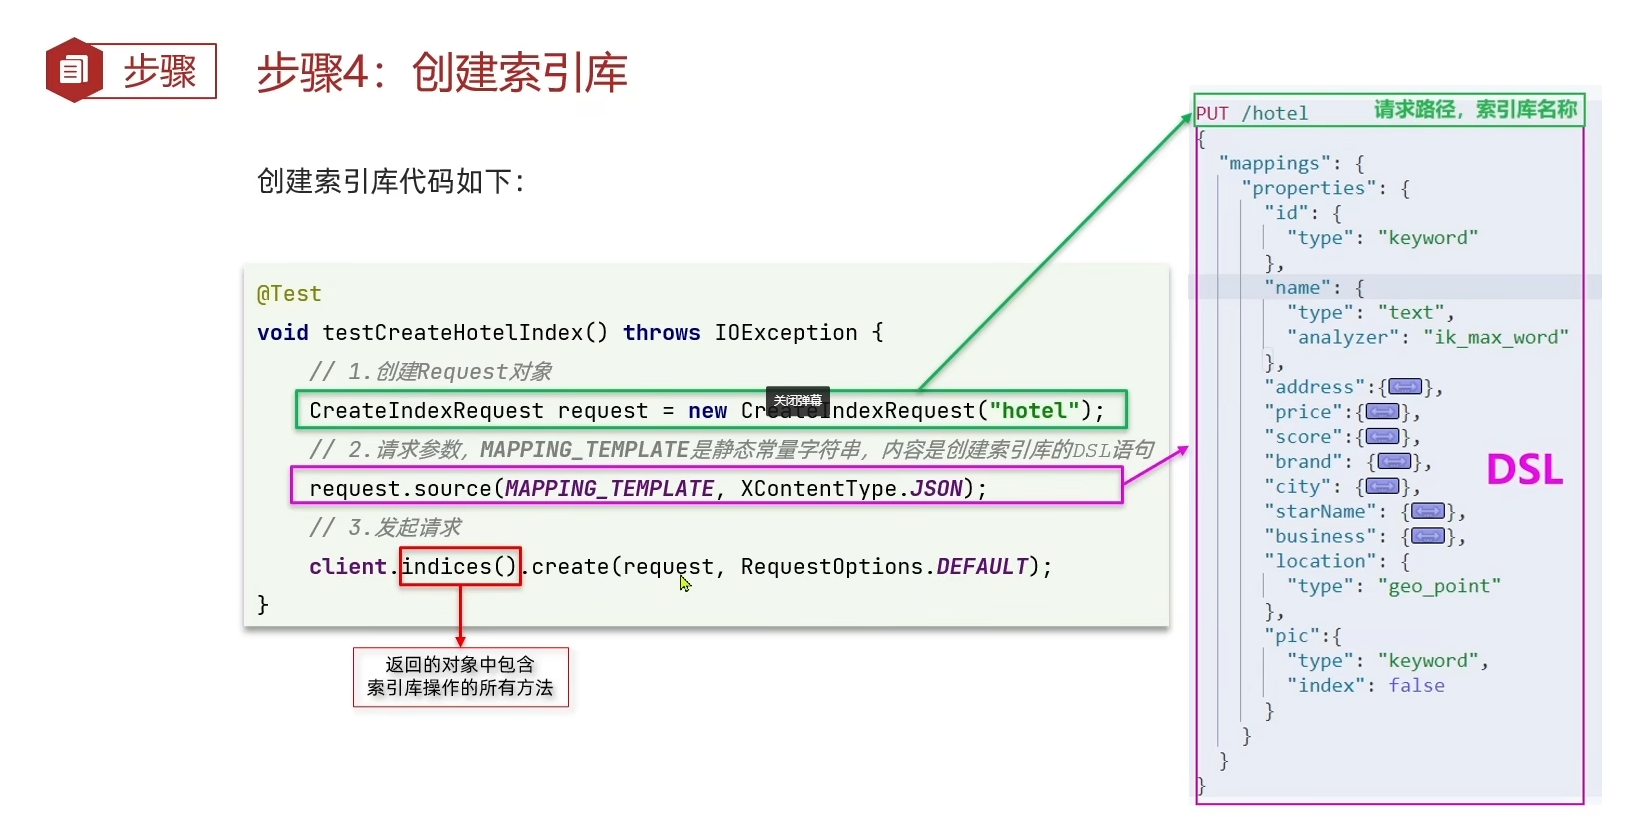 步骤
步骤4：创建索引库
创建索引库代码如下：
@Test
void testCreateHotelIndex() throws IOException {
// 1.创建Request对象
CreateIndexRequest request = new CreateIndexRequest("hotel");
关闭弹幕
// 2.请求参数，MAPPING_TEMPLATE是静态常量字符串，内容是创建索引库的DSL语句
request.source(MAPPING_TEMPLATE, XContentType.JSON);
// 3.发起请求
client.indices().create(request, RequestOptions.DEFAULT);
}
返回的对象中包含
索引库操作的所有方法
PUT /hotel 请求路径，索引库名称
{
"mappings": {
"properties": {
"id": {
"type": "keyword"
},
"name": {
"type": "text",
"analyzer": "ik_max_word"
},
"address":{},
"price":{},
"score":{},
"brand": {},
"city": {},
"starName": {},
"business": {},
"location": {
"type": "geo_point"
},
"pic":{
"type": "keyword",
"index": false
}
}
}
}
DSL